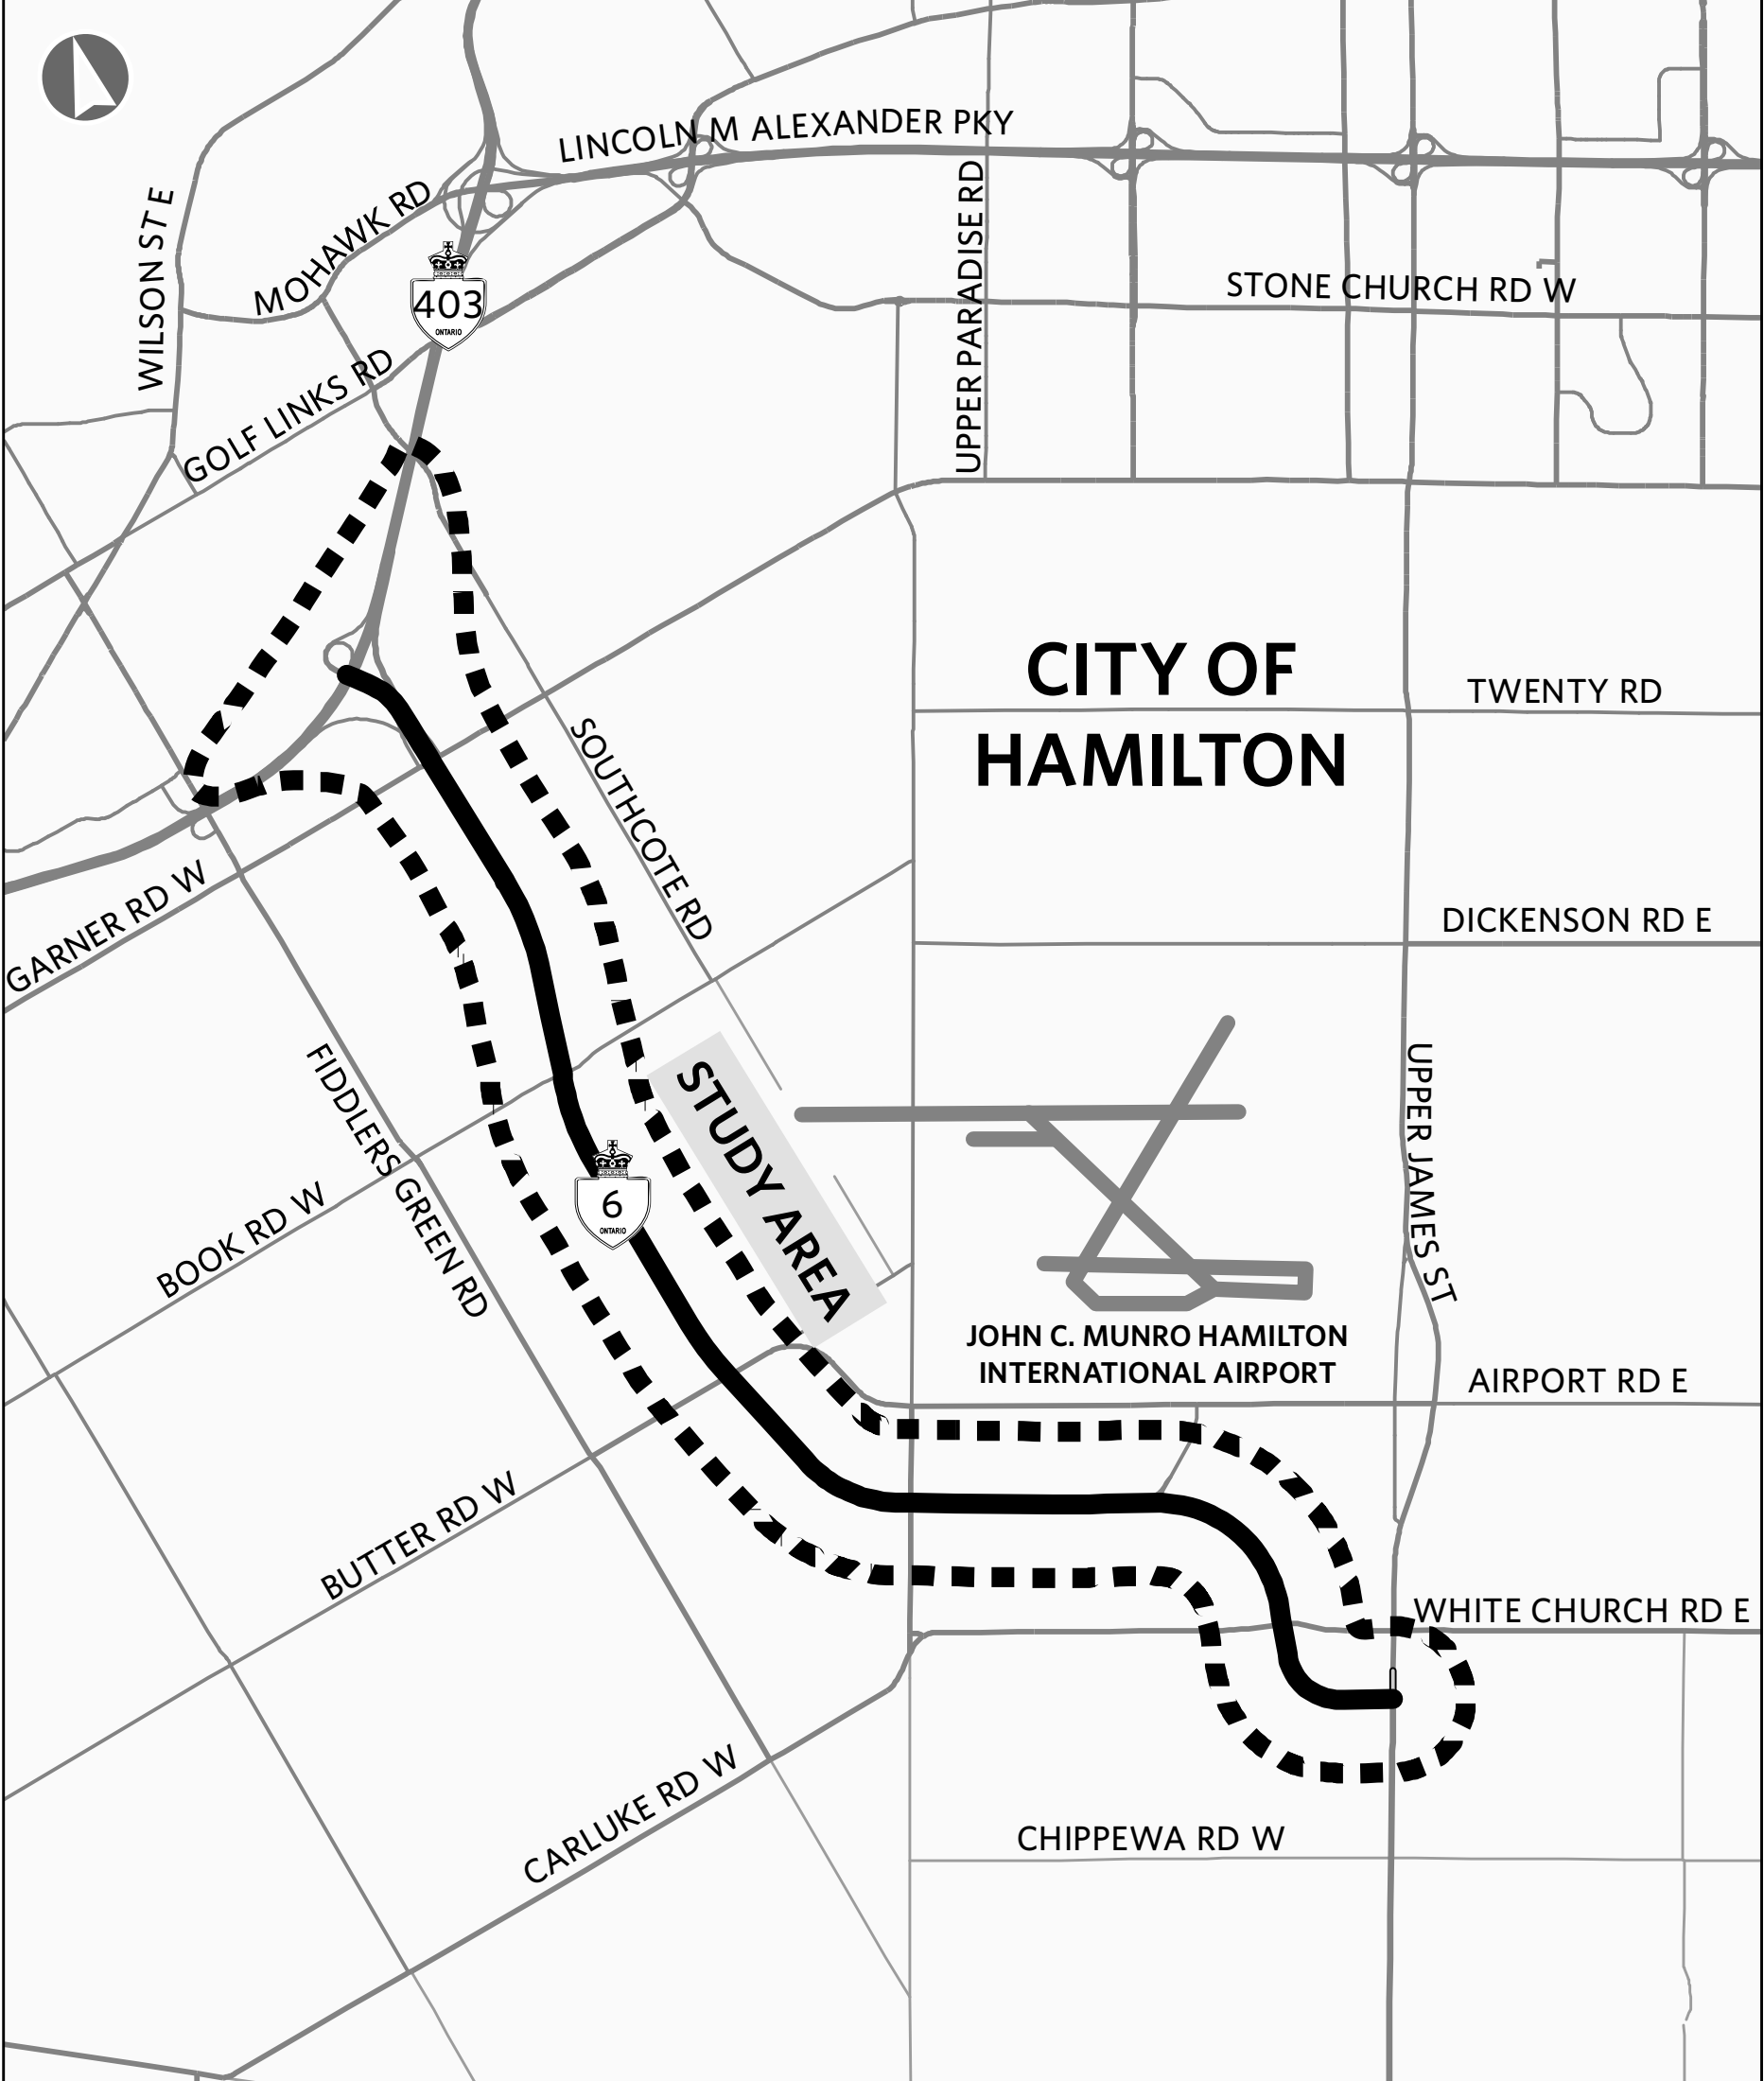 LINCOLN M ALEXANDER PKY
WILSON ST E
MOHAWK RD
403
ONTARIO
UPPER PARADISE RD
STONE CHURCH RD W
GOLF LINKS RD
CITY OF
HAMILTON
TWENTY RD
SOUTHCOTE RD
GARNER RD W
DICKENSON RD E
FIDDLERS GREEN RD
STUDY AREA
UPPER JAMES ST
6
ONTARIO
BOOK RD W
JOHN C. MUNRO HAMILTON
INTERNATIONAL AIRPORT
AIRPORT RD E
BUTTER RD W
WHITE CHURCH RD E
CARLUKE RD W
CHIPPEWA RD W